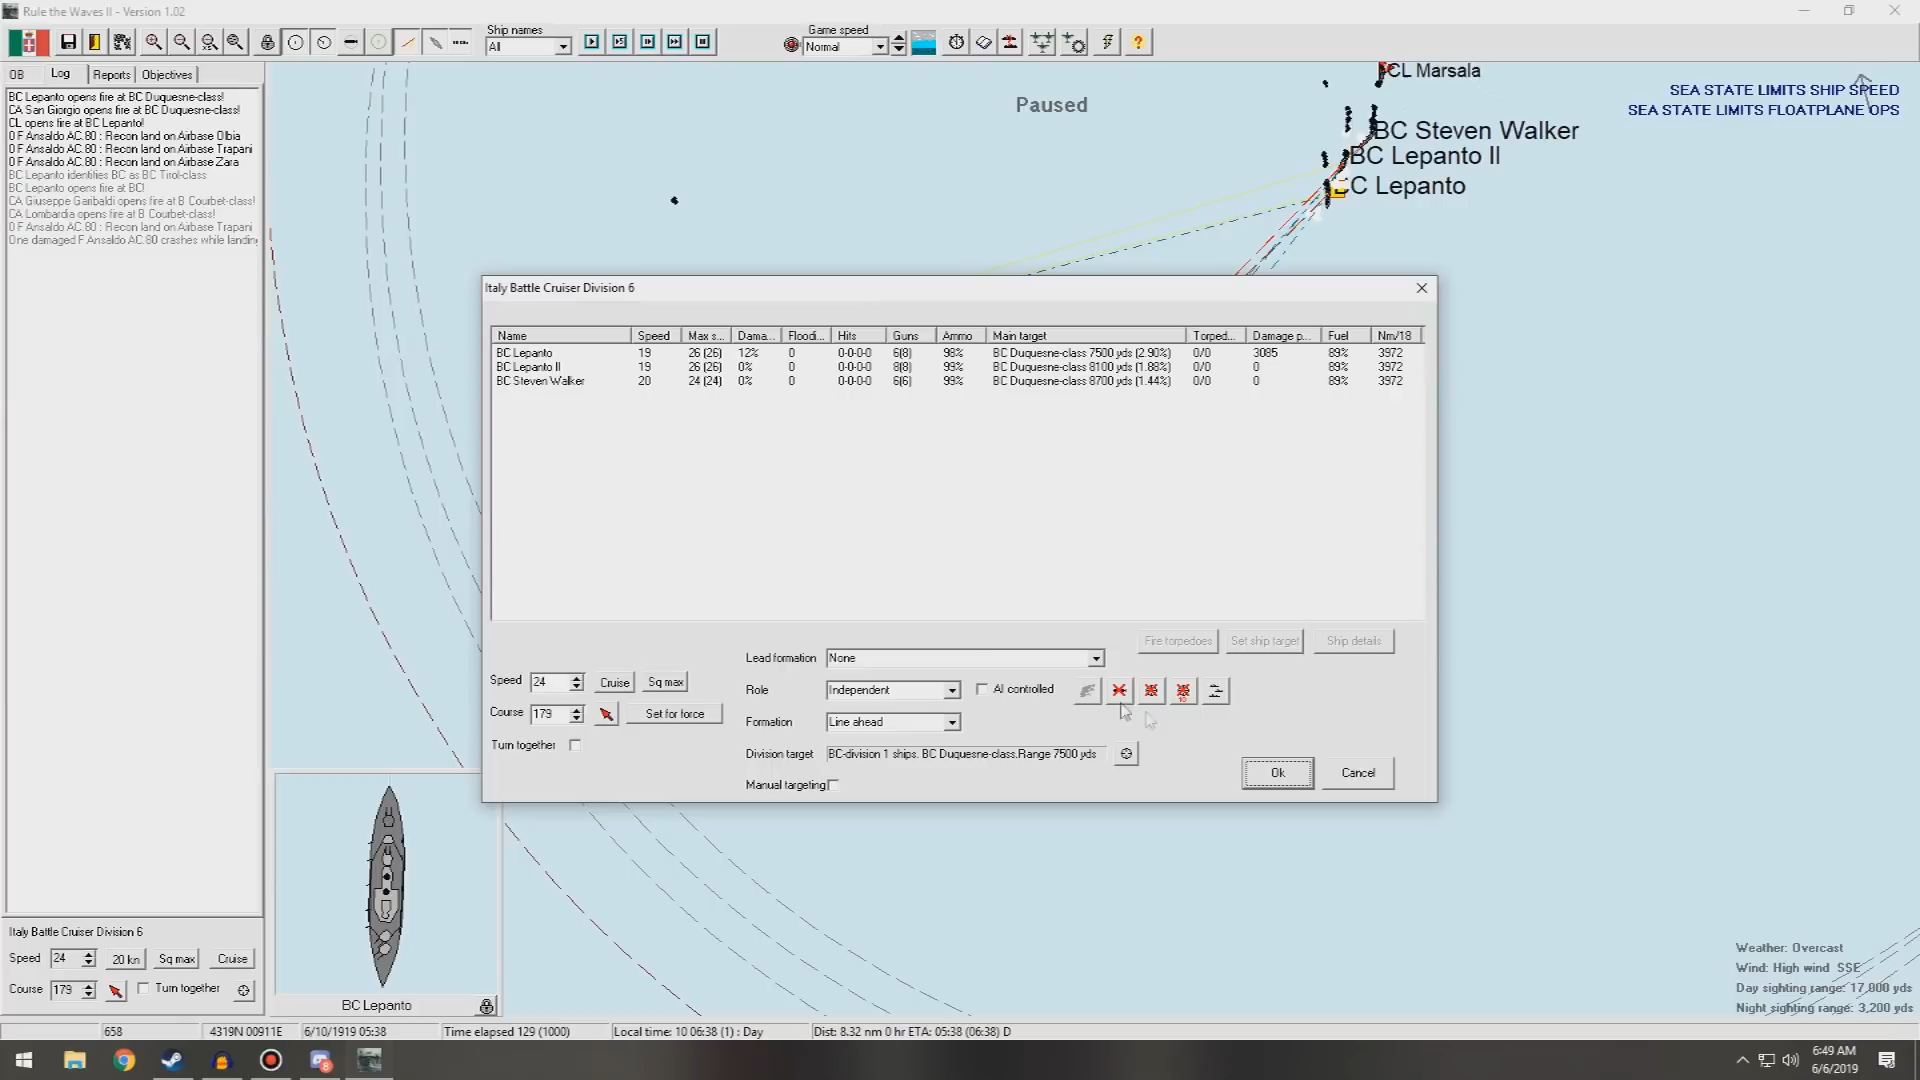 Rule the Waves II - Version 1.02
Ship names
All
Game speed
Normal
OB Log Reports Objectives
BC Lepanto opens fire at BC Duquesne-class!
CA San Giorgio opens fire at BC Duquesne-class!
CL opens fire at BC Lepanto!
0 F Ansaldo AC.80 : Recon land on Airbase Olbia
0 F Ansaldo AC.80 : Recon land on Airbase Trapani
0 F Ansaldo AC.80 : Recon land on Airbase Zara
BC Lepanto identifies BC as BC Tirol-class
BC Lepanto opens fire at BC!
CA Giuseppe Garibaldi opens fire at B Courbet-class!
CA Lombardia opens fire at B Courbet-class!
0 F Ansaldo AC.80 : Recon land on Airbase Trapani
One damaged F Ansaldo AC.80 crashes while landing
Paused
CL Marsala
BC Steven Walker
BC Lepanto II
C Lepanto
SEA STATE LIMITS SHIP SPEED
SEA STATE LIMITS FLOATPLANE OPS
Italy Battle Cruiser Division 6
Name Speed Max s... Dama... Floodi... Hits Guns Ammo Main target Torped... Damage p... Fuel Nm/18
BC Lepanto 19 26 (26) 12% 0 0-0-0-0 6(8) 98% BC Duquesne-class 7500 yds (2.90%) 0/0 3085 89% 3972
BC Lepanto II 19 26 (26) 0% 0 0-0-0-0 8(8) 99% BC Duquesne-class 8100 yds (1.88%) 0/0 0 89% 3972
BC Steven Walker 20 24 (24) 0% 0 0-0-0-0 6(6) 99% BC Duquesne-class 8700 yds (1.44%) 0/0 0 89% 3972
Fire torpedoes Set ship target Ship details
Lead formation None
Speed 24 Cruise Sq max
Role Independent AI controlled
10
Course 179 Set for force
Formation Line ahead
Turn together
Division target BC-division 1 ships. BC Duquesne-class.Range 7500 yds
Manual targeting
Ok Cancel
Italy Battle Cruiser Division 6
Speed 24 20 kn Sq max Cruise
Course 179 Turn together
BC Lepanto
Weather: Overcast
Wind: High wind SSE
Day sighting range: 17,000 yds
Night sighting range: 3,200 yds
658 4319N 00911E 6/10/1919 05:38 Time elapsed 129 (1000) Local time: 10 06:38 (1) : Day Dist: 8.32 nm 0 hr ETA: 05:38 (06:38) D
8
6:49 AM
6/6/2019